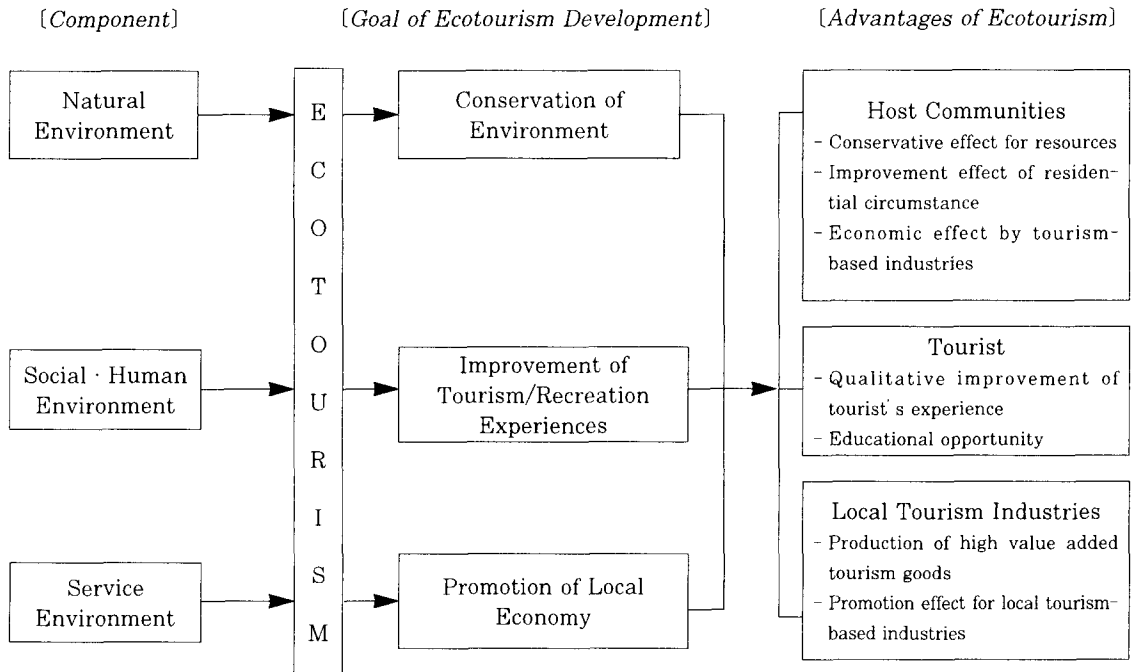 [Component]
[Goal of Ecotourism Development]
[Advantages of Ecotourism]
Natural
Environment
Social · Human
Environment
Service
Environment
E
C
O
T
O
U
R
I
S
M
Conservation of
Environment
Improvement of
Tourism/Recreation
Experiences
Promotion of Local
Economy
Host Communities
- Conservative effect for resources
- Improvement effect of residen-
tial circumstance
- Economic effect by tourism-
based industries
Tourist
- Qualitative improvement of
tourist's experience
- Educational opportunity
Local Tourism Industries
- Production of high value added
tourism goods
- Promotion effect for local tourism-
based industries